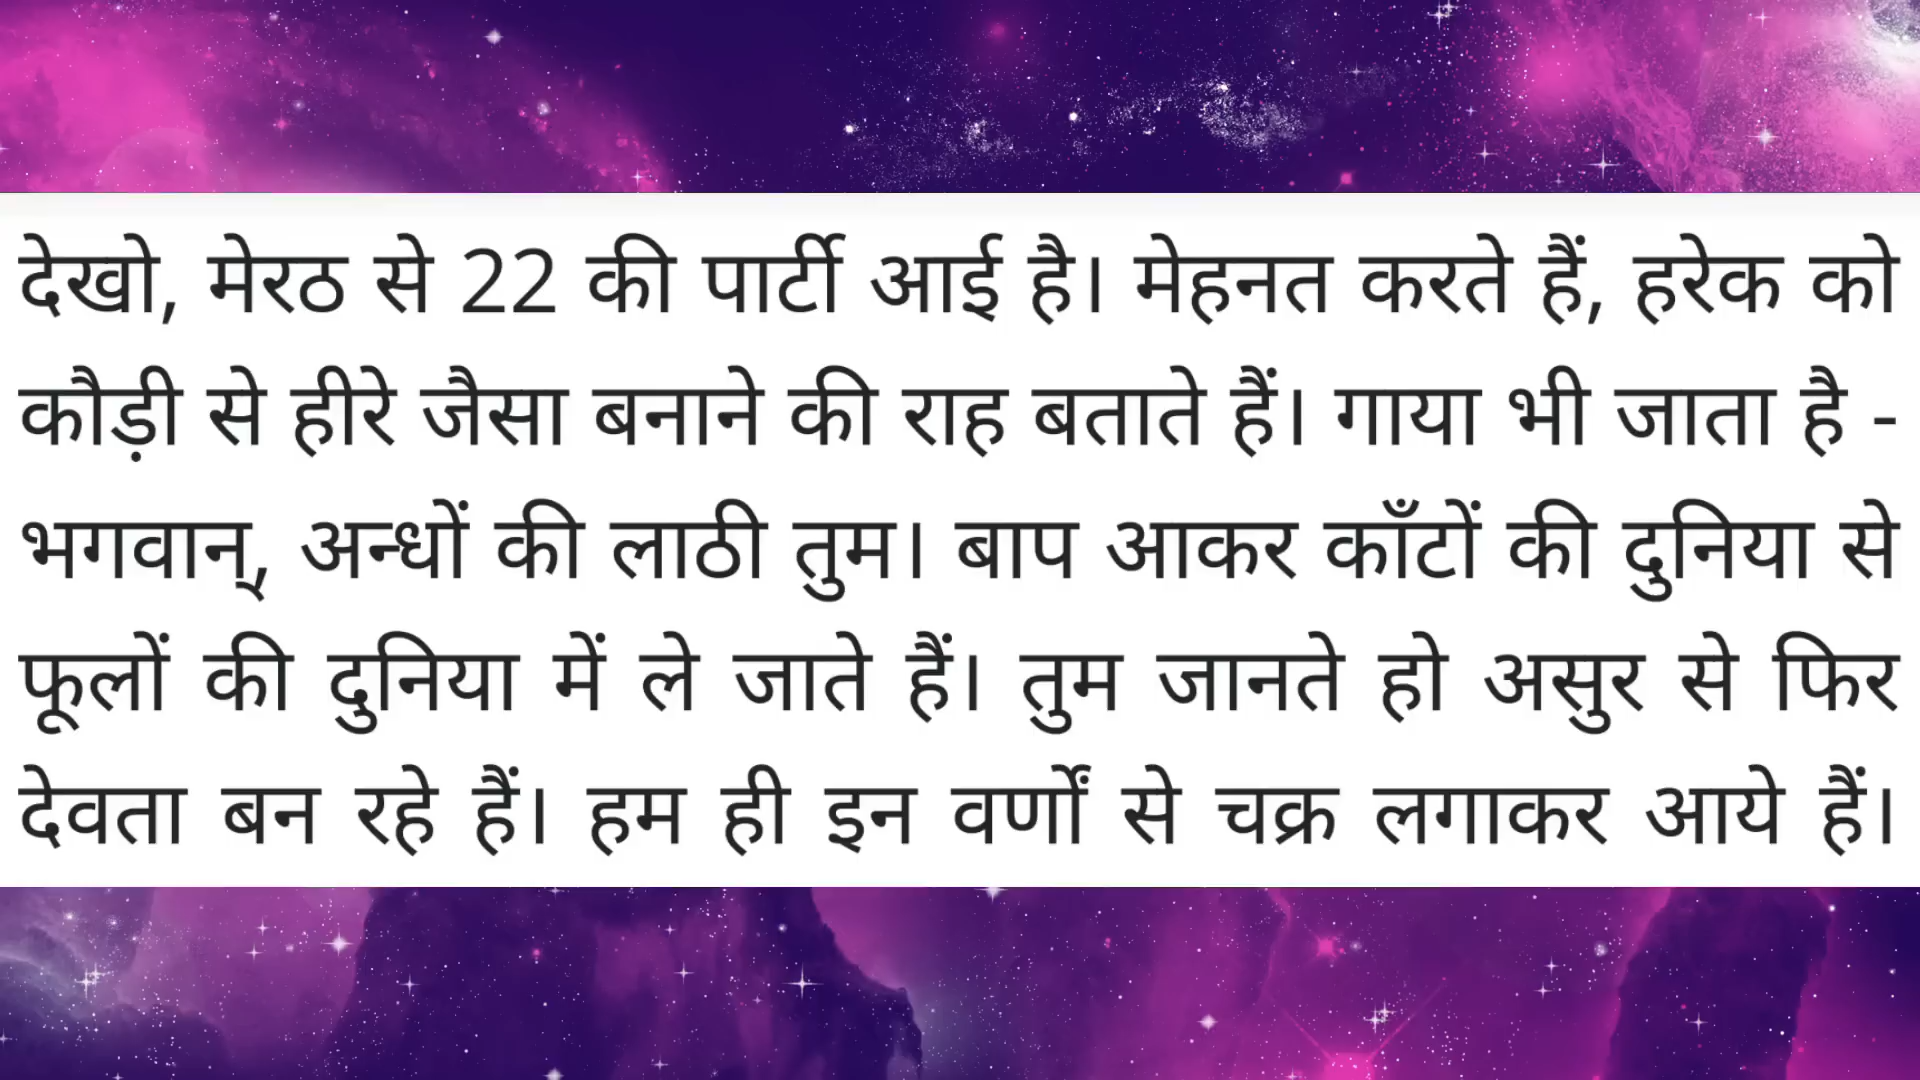 देखो, मेरठ से 22 की पार्टी आई है। मेहनत करते हैं, हरेक को
कौड़ी से हीरे जैसा बनाने की राह बताते हैं। गाया भी जाता है -
भगवान्, अन्धों की लाठी तुम। बाप आकर काँटों की दुनिया से
फूलों की दुनिया में ले जाते हैं। तुम जानते हो असुर से फिर
देवता बन रहे हैं। हम ही इन वर्णों से चक्र लगाकर आये हैं।